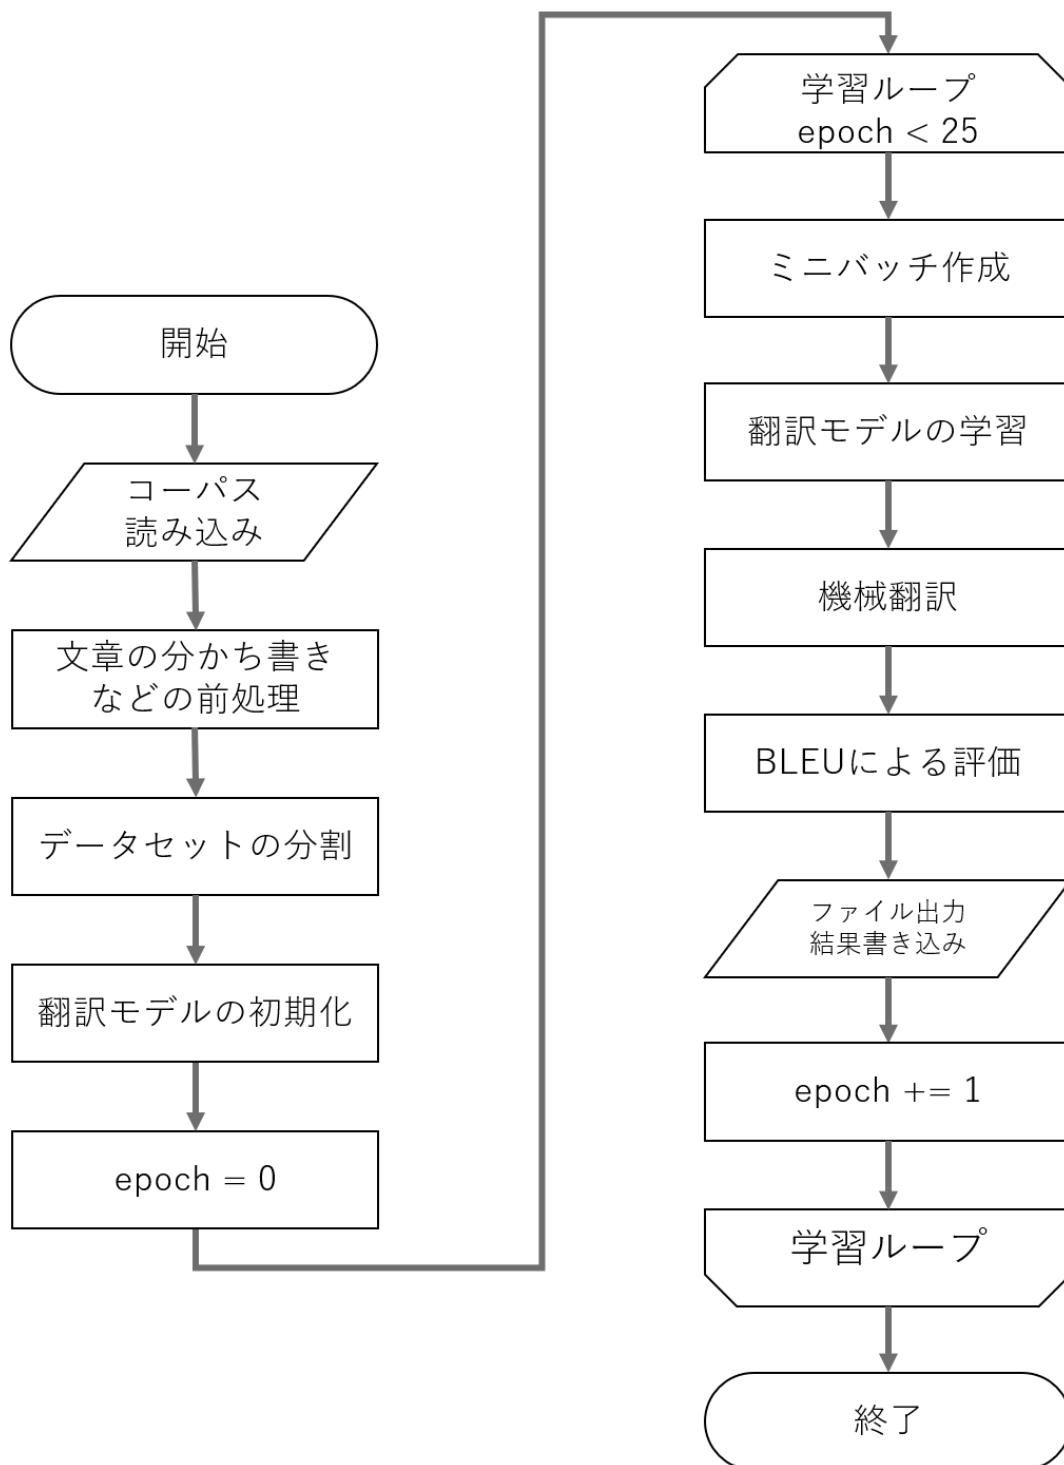 開始
コーパス
読み込み
文章の分かち書き
などの前処理
データセットの分割
翻訳モデルの初期化
epoch = 0
学習ループ
epoch < 25
ミニバッチ作成
翻訳モデルの学習
機械翻訳
BLEUによる評価
ファイル出力
結果書き込み
epoch += 1
学習ループ
終了